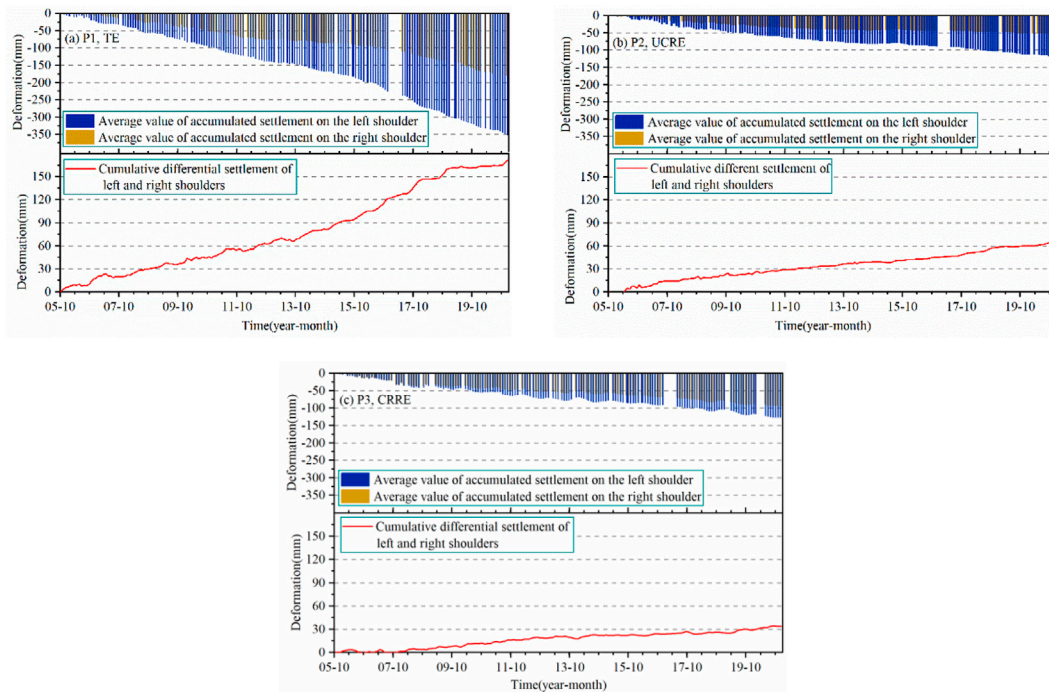 (a) P1, TE
0
-50
-100
-150
-200
-250
-300
-350
Deformation(mm)
Average value of accumulated settlement on the left shoulder
Average value of accumulated settlement on the right shoulder
Cumulative differential settlement of
left and right shoulders
150
120
90
60
30
0
Deformation(mm)
05-10 07-10 09-10 11-10 13-10 15-10 17-10 19-10
Time(year-month)
(b) P2, UCRE
0
-50
-100
-150
-200
-250
-300
-350
Deformation(mm)
Average value of accumulated settlement on the left shoulder
Average value of accumulated settlement on the right shoulder
Cumulative different settlement of
left and right shoulders
150
120
90
60
30
0
Deformation(mm)
05-10 07-10 09-10 11-10 13-10 15-10 17-10 19-10
Time(year-month)
(c) P3, CRRE
0
-50
-100
-150
-200
-250
-300
-350
Deformation(mm)
Average value of accumulated settlement on the left shoulder
Average value of accumulated settlement on the right shoulder
Cumulative differential settlement of
left and right shoulders
150
120
90
60
30
0
Deformation(mm)
05-10 07-10 09-10 11-10 13-10 15-10 17-10 19-10
Time(year-month)